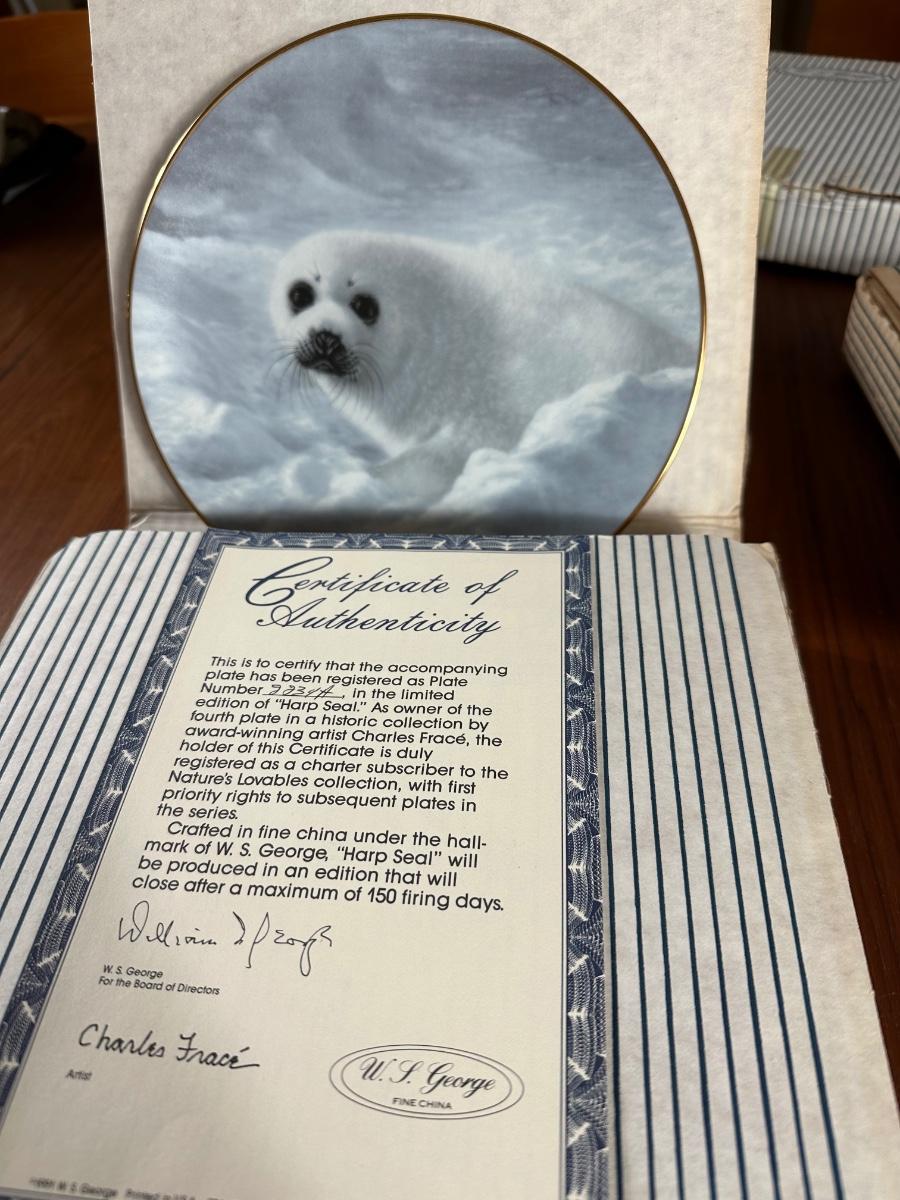 Certificate of
Authenticity
This is to certify that the accompanying
plate has been registered as Plate
Number , in the limited
edition of "Harp Seal." As owner of the
fourth plate in a historic collection by
award-winning artist Charles Fracé, the
holder of this Certificate is duly
registered as a charter subscriber to the
Nature's Lovables collection, with first
priority rights to subsequent plates in
the series.
Crafted in fine china under the hall-
mark of W. S. George, "Harp Seal" will
be produced in an edition that will
close after a maximum of 150 firing days.
W. S. George
For the Board of Directors
Charles Fracé
Artist
W. S. George
FINE CHINA
W. S. George Printed in U.S.A.